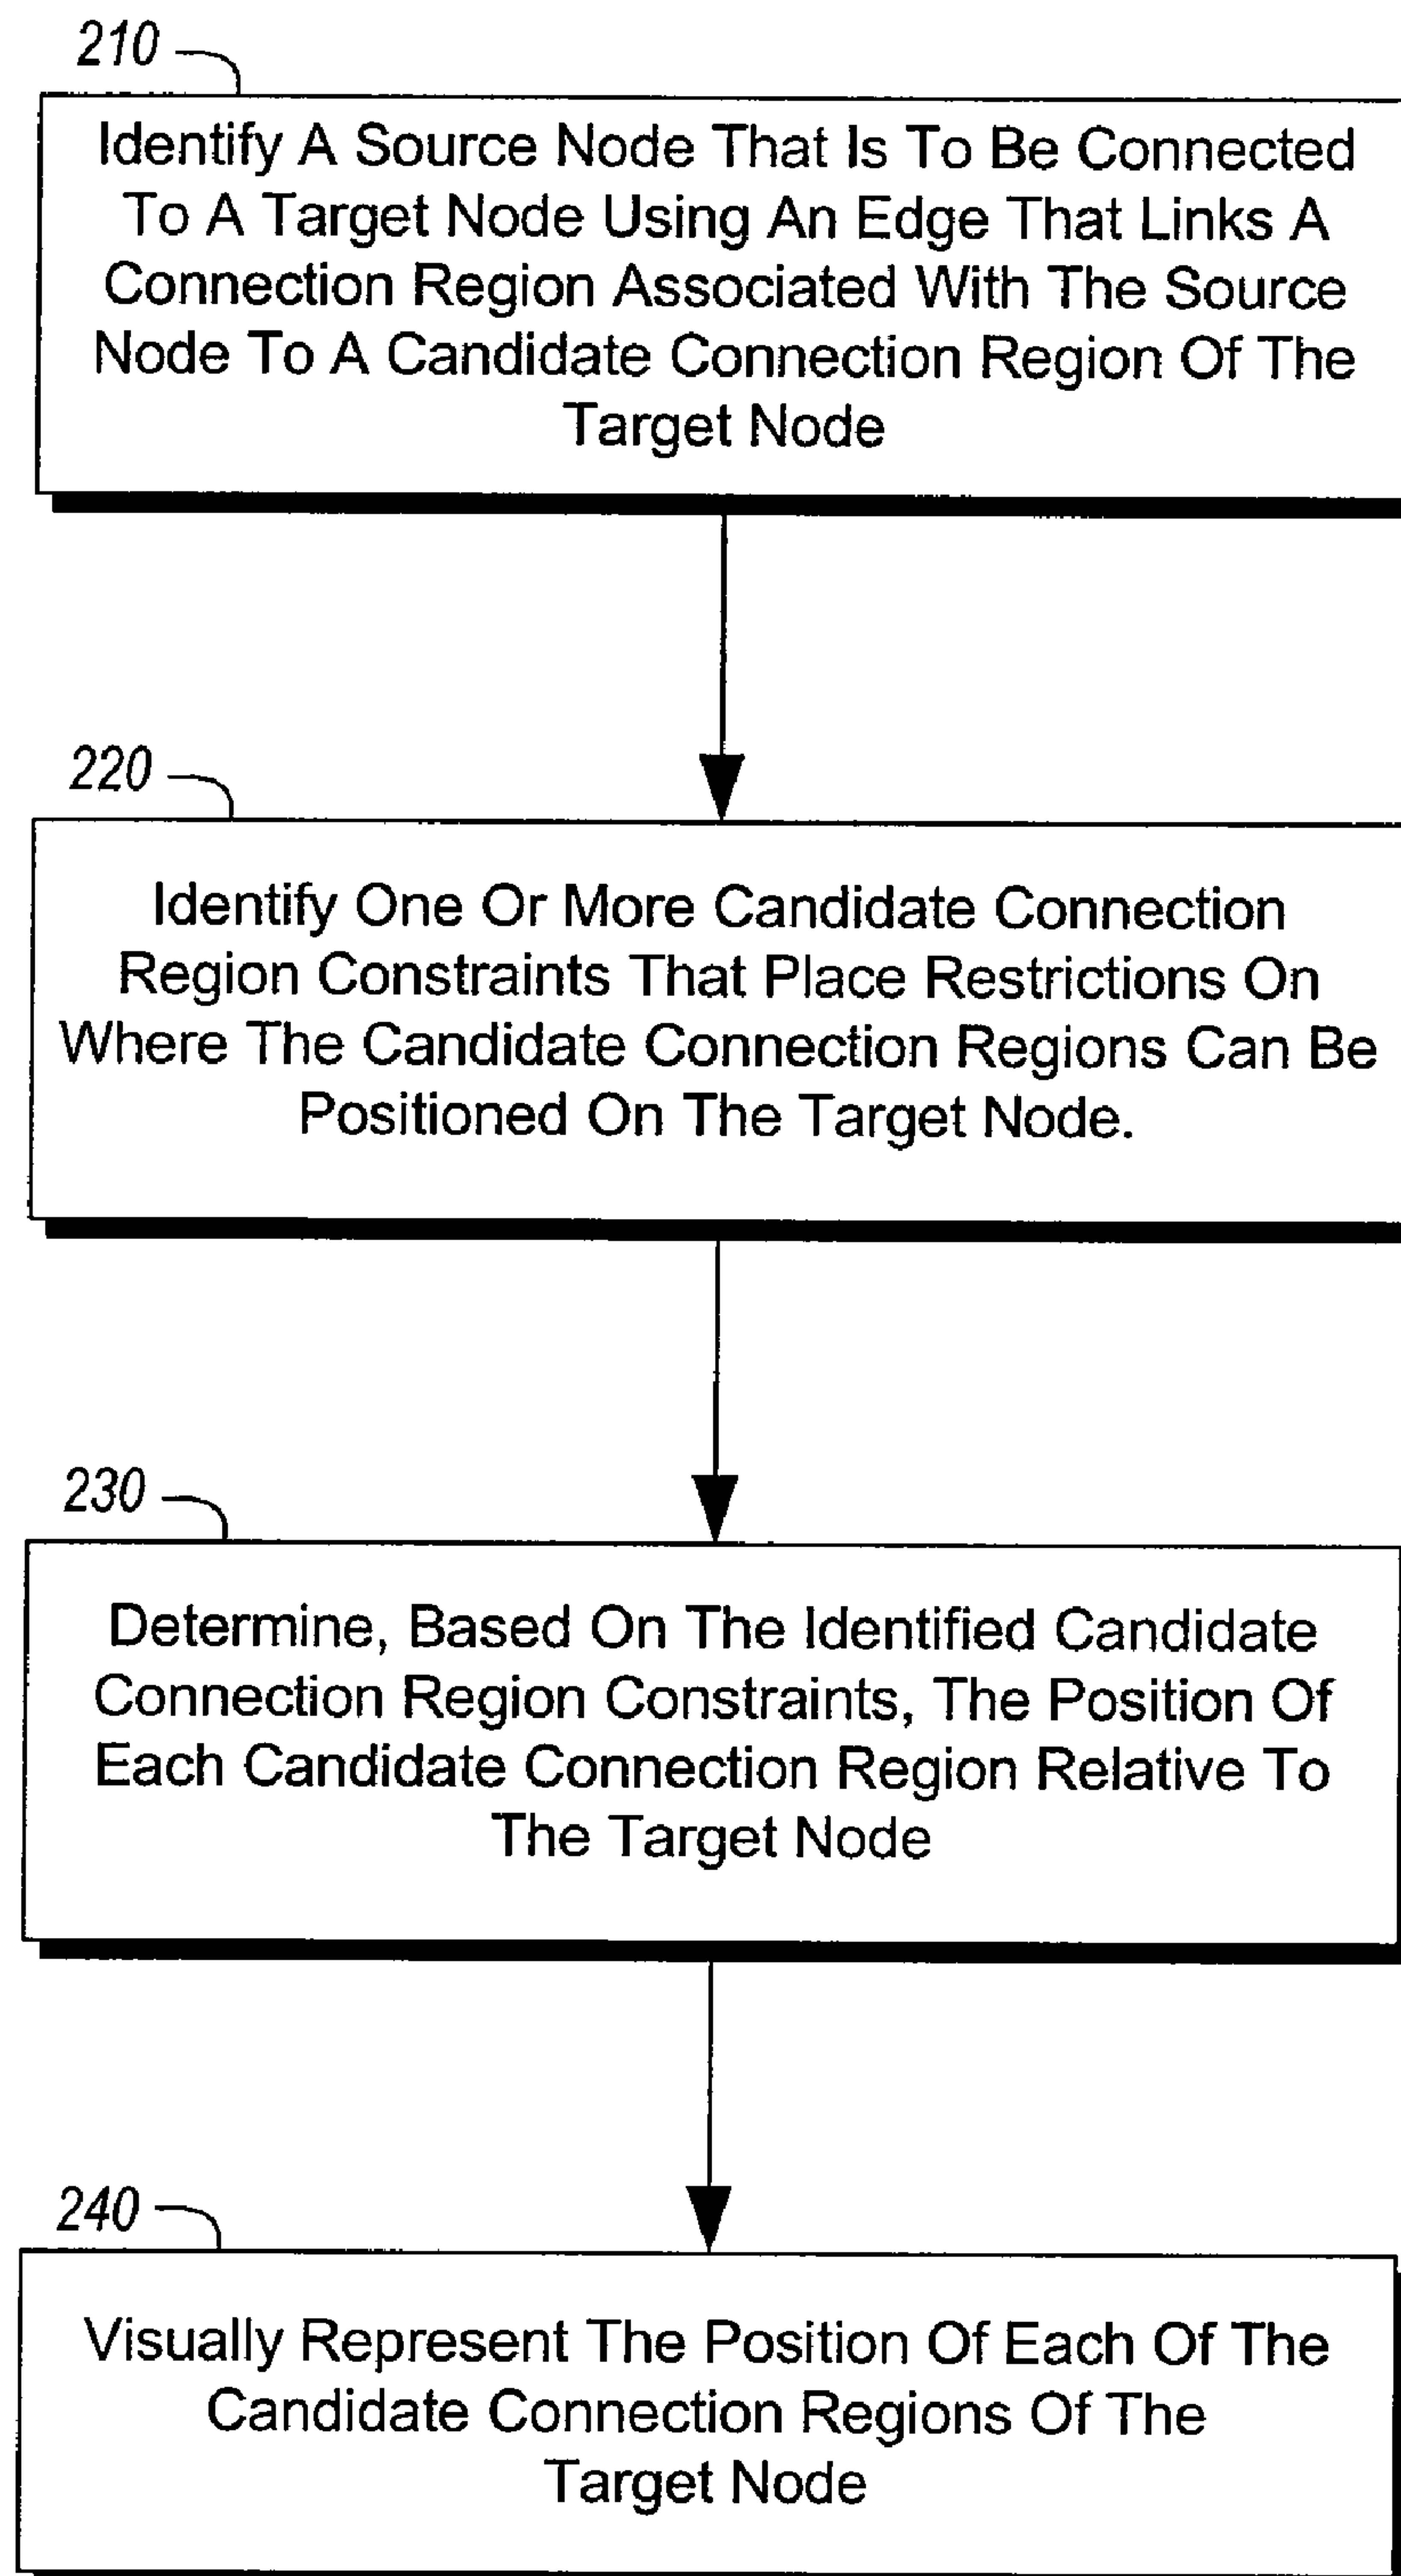 210
Identify A Source Node That Is To Be Connected
To A Target Node Using An Edge That Links A
Connection Region Associated With The Source
Node To A Candidate Connection Region Of The
Target Node
220
Identify One Or More Candidate Connection
Region Constraints That Place Restrictions On
Where The Candidate Connection Regions Can Be
Positioned On The Target Node.
230
Determine, Based On The Identified Candidate
Connection Region Constraints, The Position Of
Each Candidate Connection Region Relative To
The Target Node
240
Visually Represent The Position Of Each Of The
Candidate Connection Regions Of The
Target Node